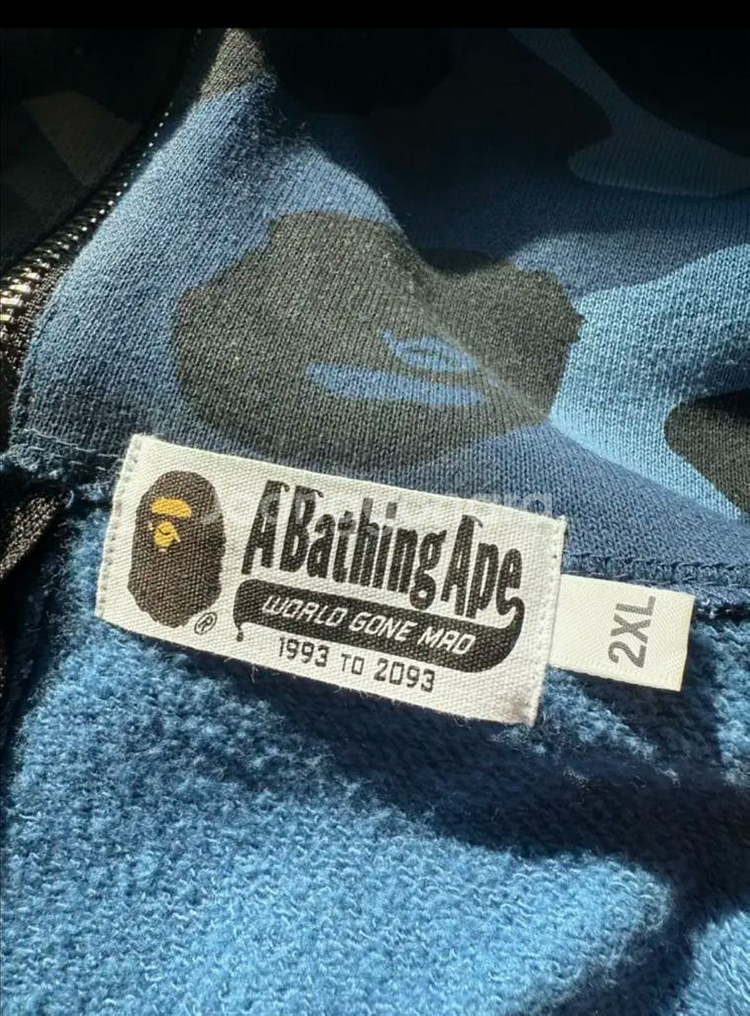 A Bathing Ape
®
WORLD GONE MAD
1993 TO 2093
2XL